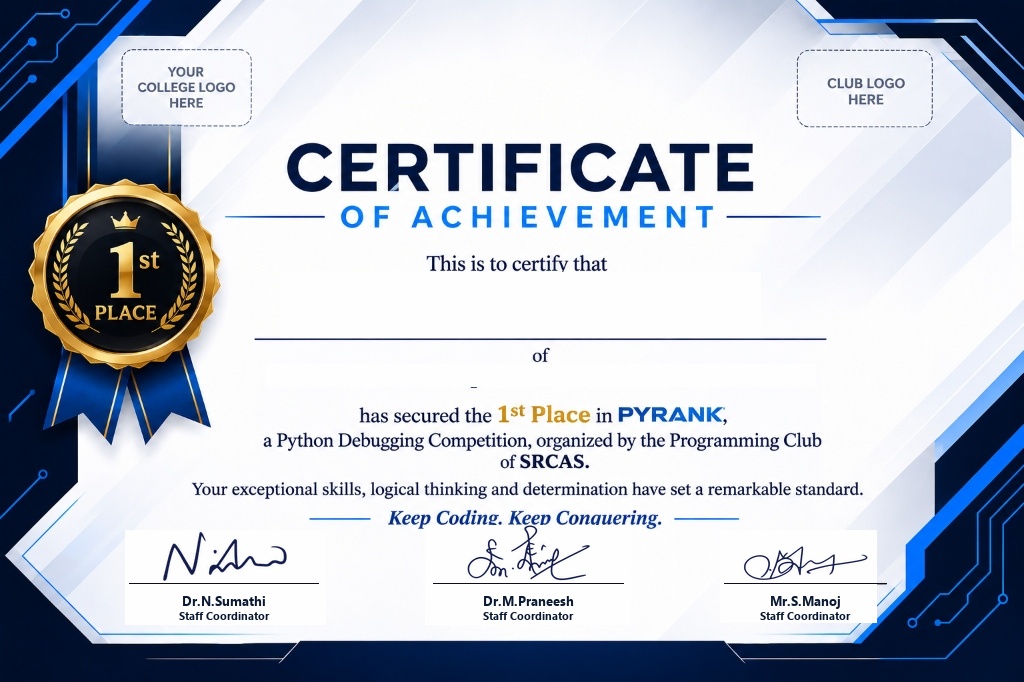 YOUR
COLLEGE LOGO
HERE
CLUB LOGO
HERE
CERTIFICATE
OF ACHIEVEMENT
1st
PLACE
This is to certify that
of
has secured the 1st Place in PYRANK,
a Python Debugging Competition, organized by the Programming Club
of SRCAS.
Your exceptional skills, logical thinking and determination have set a remarkable standard.
Keep Coding. Keep Conquering.
Dr.N.Sumathi
Staff Coordinator
Dr.M.Praneesh
Staff Coordinator
Mr.S.Manoj
Staff Coordinator